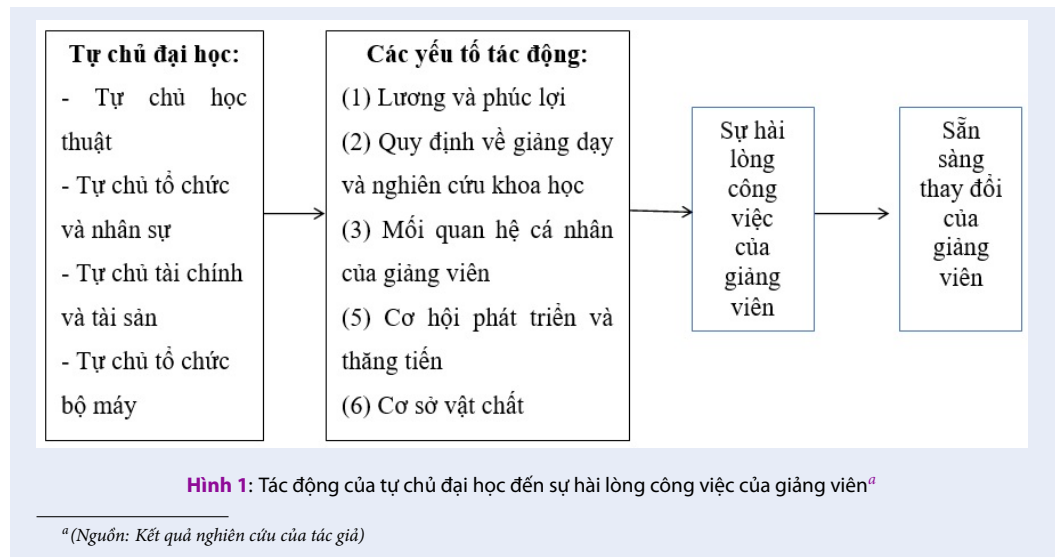 Tự chủ đại học:
- Tự chủ học
thuật
- Tự chủ tổ chức
và nhân sự
- Tự chủ tài chính
và tài sản
- Tự chủ tổ chức
bộ máy
Các yếu tố tác động:
(1) Lương và phúc lợi
(2) Quy định về giảng dạy
và nghiên cứu khoa học
(3) Mối quan hệ cá nhân
của giảng viên
(5) Cơ hội phát triển và
thăng tiến
(6) Cơ sở vật chất
Sự hài
lòng
công
việc
của
giảng
viên
Sẵn
sàng
thay đổi
của
giảng
viên
Hình 1: Tác động của tự chủ đại học đến sự hài lòng công việc của giảng viên a
a (Nguồn: Kết quả nghiên cứu của tác giả)